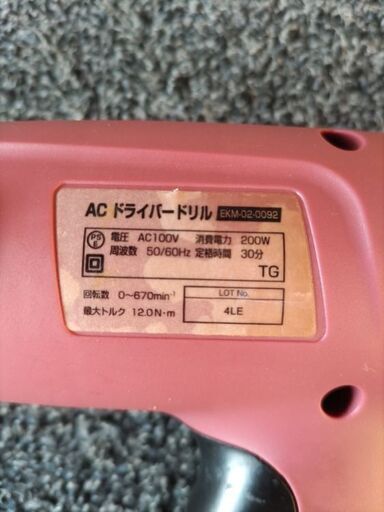 AC ドライバードリル EKM-02-0092
PS E 電圧 AC100V 消費電力 200W
周波数 50/60Hz 定格時間 30分
TG
回転数 0～670min⁻¹
最大トルク 12.0N・m
LOT No.
4LE